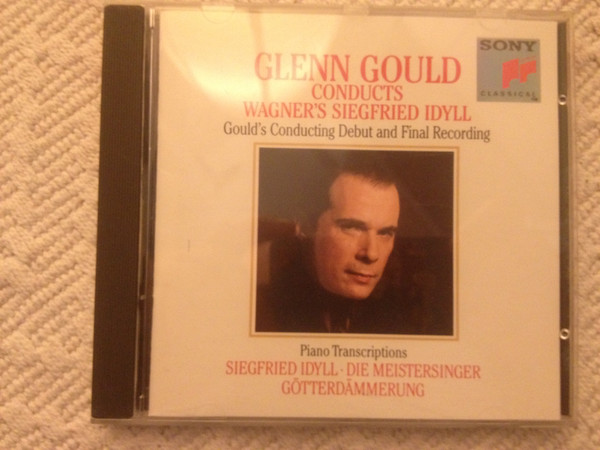 SONY
CLASSICAL
GLENN GOULD
CONDUCTS
WAGNER'S SIEGFRIED IDYLL
Gould's Conducting Debut and Final Recording
Piano Transcriptions
SIEGFRIED IDYLL · DIE MEISTERSINGER
GÖTTERDÄMMERUNG